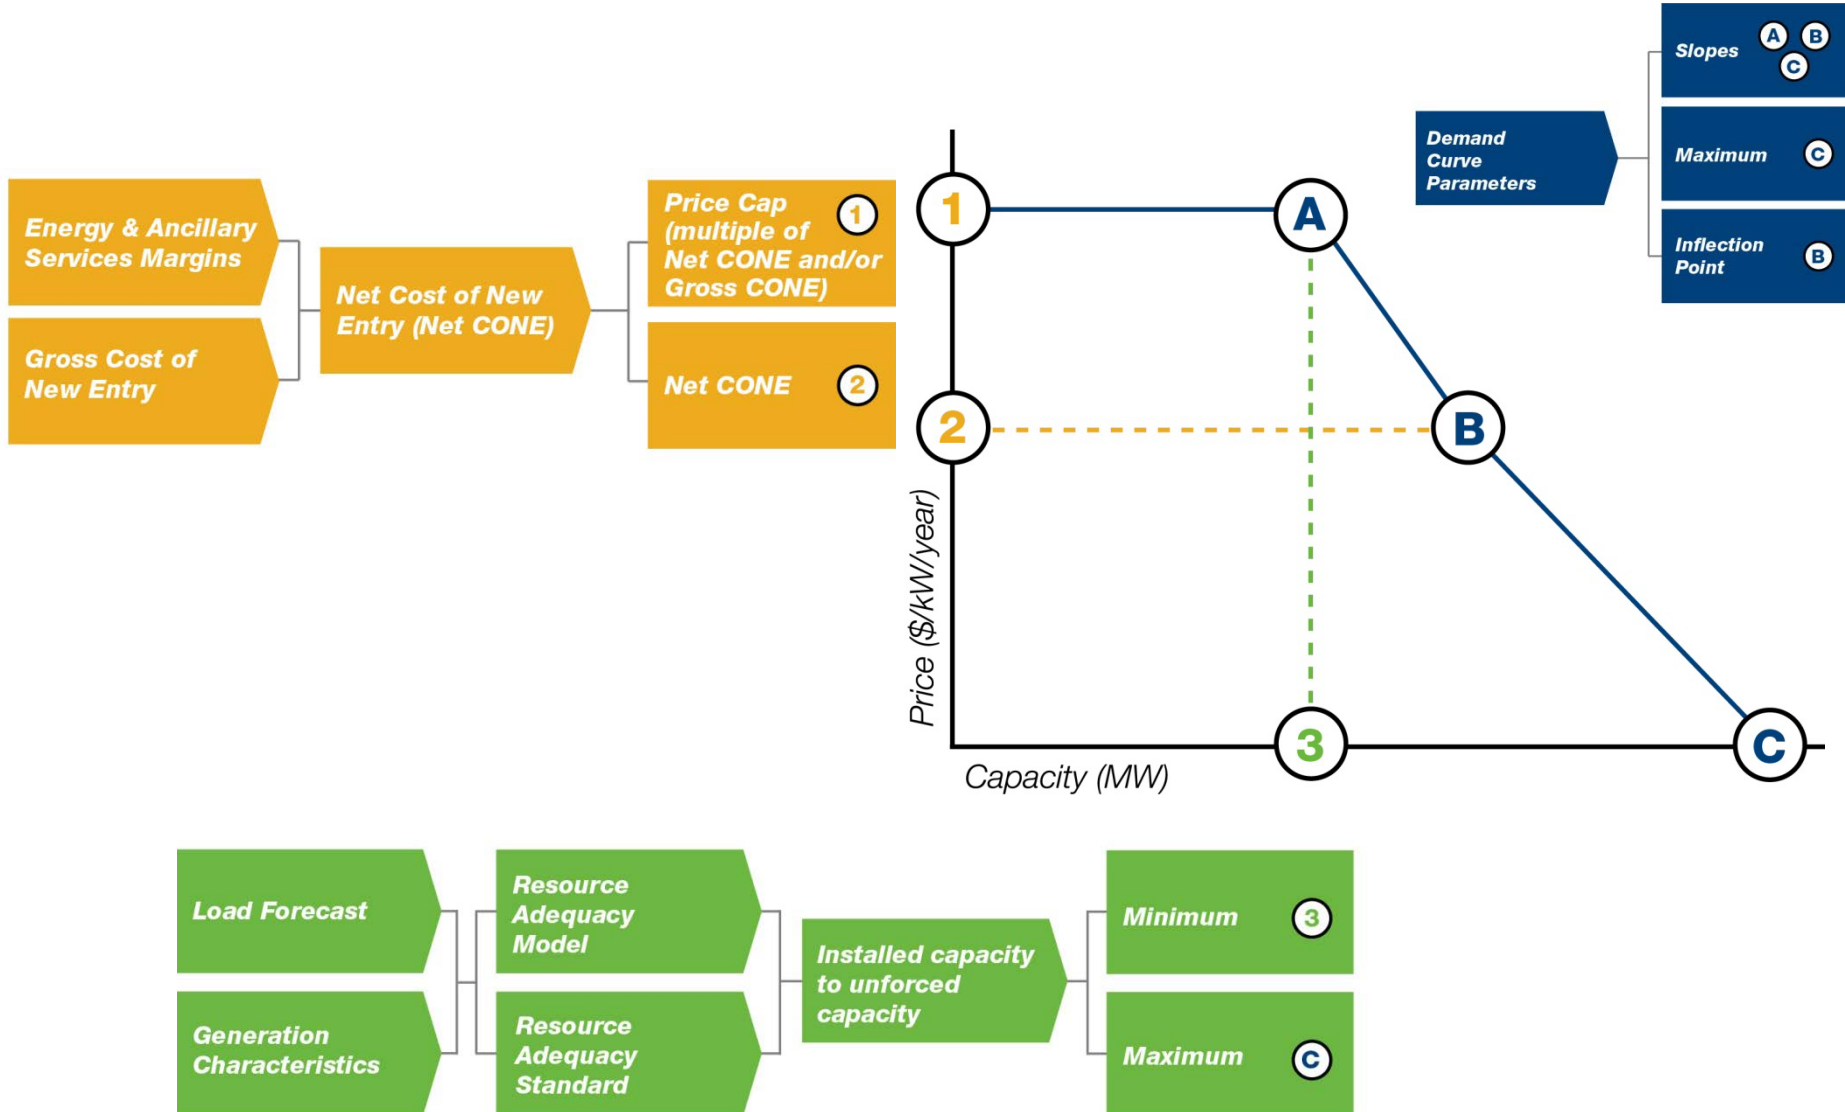 Energy & Ancillary
Services Margins
Gross Cost of
New Entry
Net Cost of New
Entry (Net CONE)
Price Cap
(multiple of
Net CONE and/or
Gross CONE)
1
Net CONE
2
1
2
A
B
3
C
Price ($/kW/year)
Capacity (MW)
Demand
Curve
Parameters
Slopes
A
B
C
Maximum
C
Inflection
Point
B
Load Forecast
Generation
Characteristics
Resource
Adequacy
Model
Resource
Adequacy
Standard
Installed capacity
to unforced
capacity
Minimum
3
Maximum
C